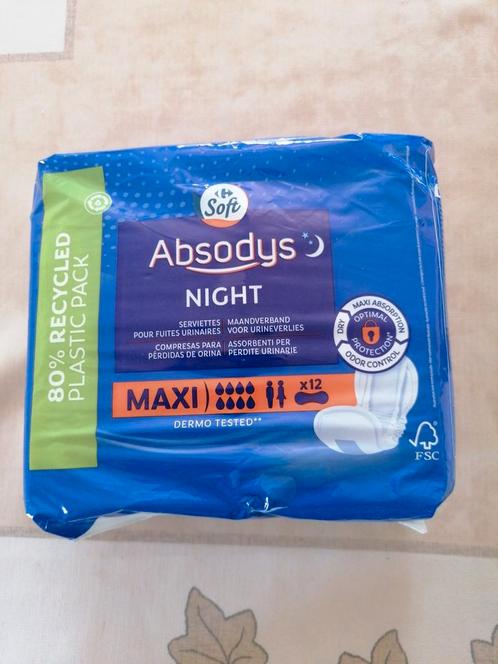 80% RECYCLED
PLASTIC PACK
Soft
Absodys
NIGHT
SERVIETTES
POUR FUITES URINAIRES
MAANDVERBAND
VOOR URINEVERLIES
COMPRESAS PARA
PÉRDIDAS DE ORINA
ASSORBENTI PER
PERDITE URINARIE
MAXI
x12
DERMO TESTED**
MAXI ABSORPTION
DRY
OPTIMAL
PROTECTION*
ODOR CONTROL
FSC